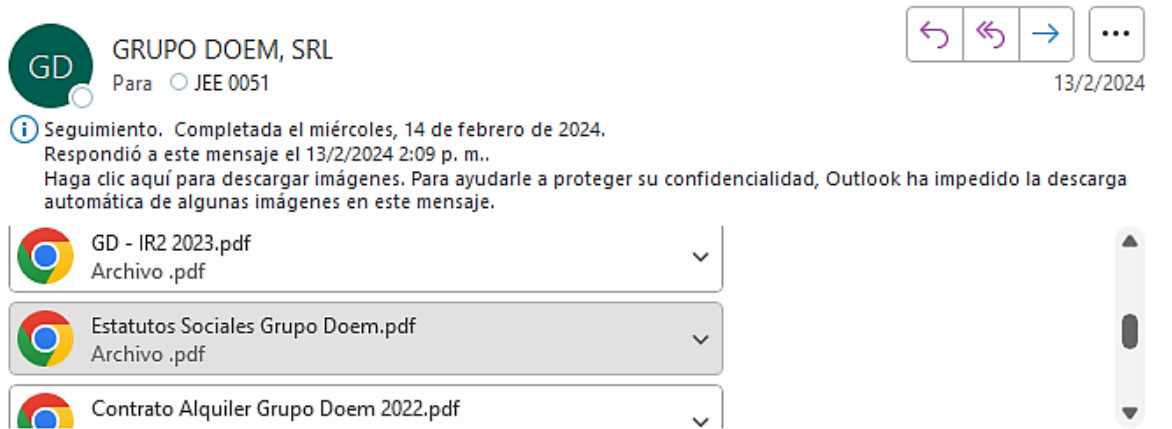 GD
GRUPO DOEM, SRL
Para JEE 0051
13/2/2024
Seguimiento. Completada el miércoles, 14 de febrero de 2024.
Respondió a este mensaje el 13/2/2024 2:09 p. m..
Haga clic aquí para descargar imágenes. Para ayudarle a proteger su confidencialidad, Outlook ha impedido la descarga
automática de algunas imágenes en este mensaje.
GD - IR2 2023.pdf
Archivo .pdf
Estatutos Sociales Grupo Doem.pdf
Archivo .pdf
Contrato Alquiler Grupo Doem 2022.pdf